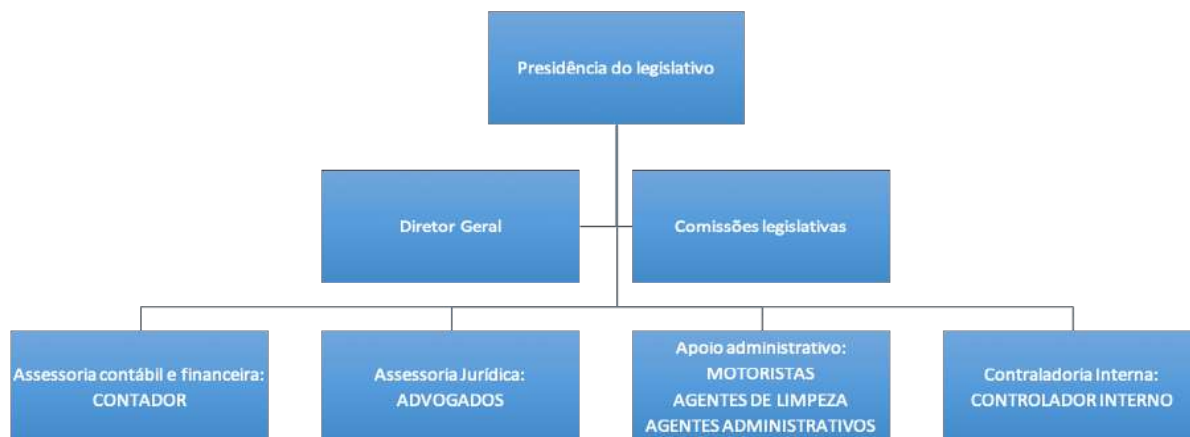 Presidência do legislativo
Diretor Geral
Comissões legislativas
Assessoria contábil e financeira:
CONTADOR
Assessoria Jurídica:
ADVOGADOS
Apoio administrativo:
MOTORISTAS
AGENTES DE LIMPEZA
AGENTES ADMINISTRATIVOS
Contraladoria Interna:
CONTROLADOR INTERNO